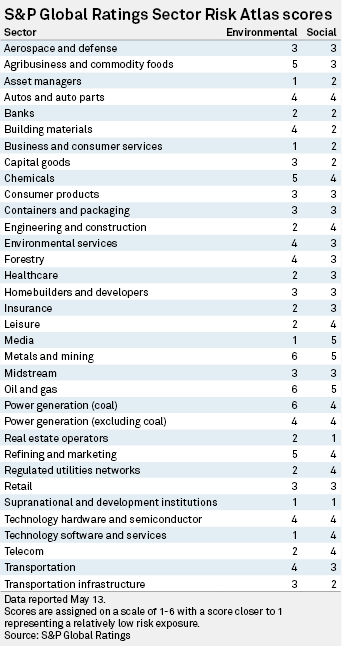 S&P Global Ratings Sector Risk Atlas scores
Sector Environmental Social
Aerospace and defense 3 3
Agribusiness and commodity foods 5 3
Asset managers 1 2
Autos and auto parts 4 4
Banks 2 2
Building materials 4 2
Business and consumer services 1 2
Capital goods 3 2
Chemicals 5 4
Consumer products 3 3
Containers and packaging 3 3
Engineering and construction 2 4
Environmental services 4 3
Forestry 4 3
Healthcare 2 3
Homebuilders and developers 3 3
Insurance 2 3
Leisure 2 4
Media 1 5
Metals and mining 6 5
Midstream 3 3
Oil and gas 6 5
Power generation (coal) 6 4
Power generation (excluding coal) 4 4
Real estate operators 2 1
Refining and marketing 5 4
Regulated utilities networks 2 4
Retail 3 3
Supranational and development institutions 1 1
Technology hardware and semiconductor 4 4
Technology software and services 1 4
Telecom 2 4
Transportation 4 3
Transportation infrastructure 3 2
Data reported May 13.
Scores are assigned on a scale of 1-6 with a score closer to 1
representing a relatively low risk exposure.
Source: S&P Global Ratings